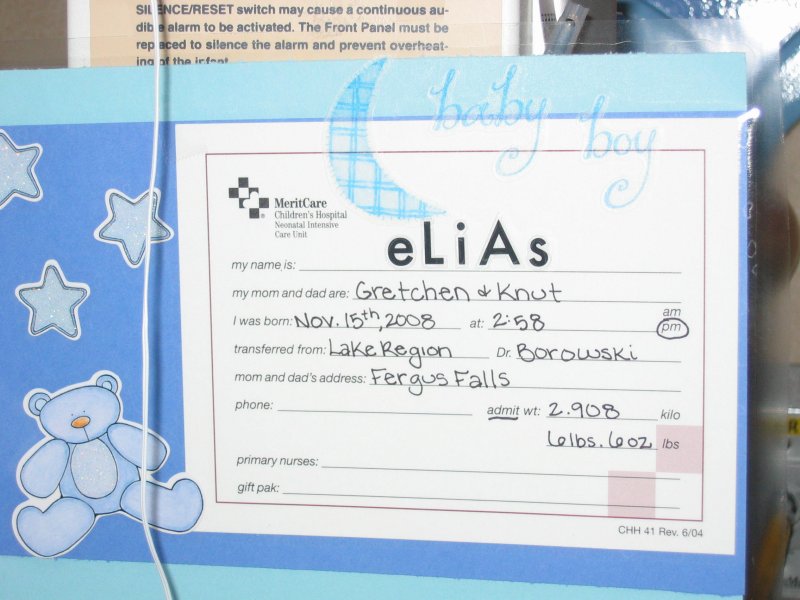 SILENCE/RESET switch may cause a continuous au-
dible alarm to be activated. The Front Panel must be
replaced to silence the alarm and prevent overheat-
ing of the infant
baby boy
MeritCare
Children's Hospital
Neonatal Intensive
Care Unit
my name is: eLiAs
my mom and dad are: Gretchen & Knut
I was born: Nov. 15th, 2008 at: 2:58 am
pm
transferred from: Lake Region Dr. Borowski
mom and dad's address: Fergus Falls
phone: admit wt: 2.908 kilo
6lbs. 6oz lbs
primary nurses:
gift pak:
CHH 41 Rev. 6/04